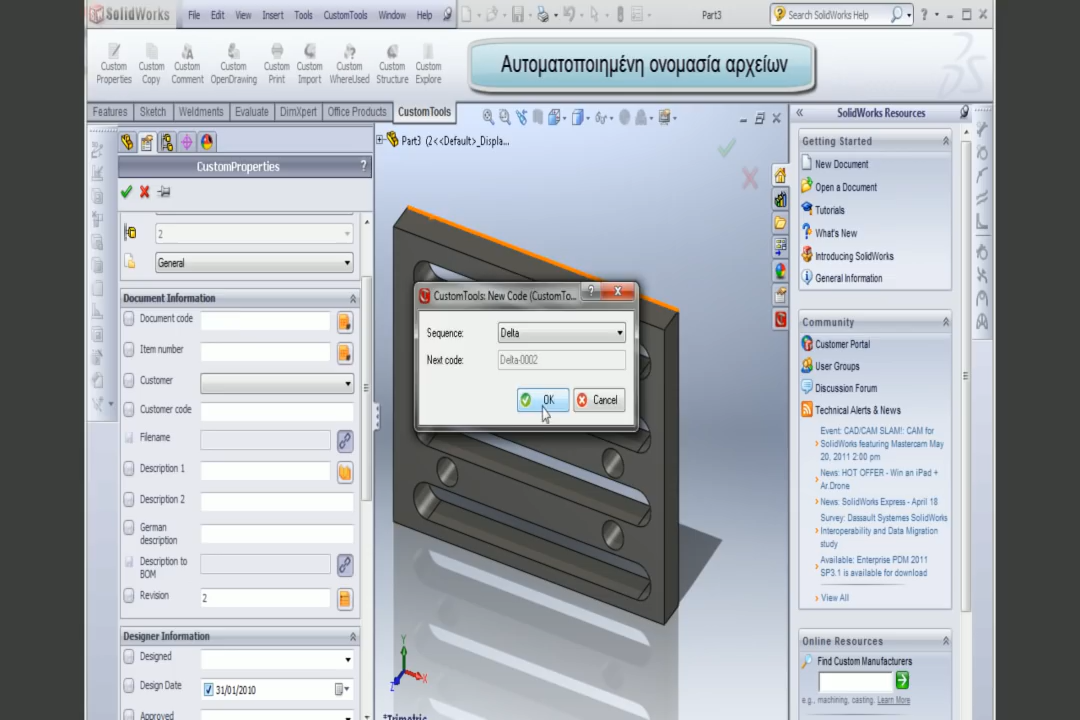 SolidWorks File Edit View Insert Tools CustomTools Window Help Part3 Search SolidWorks Help
Custom Properties
Custom Copy
Custom Comment
Custom OpenDrawing
Custom Print
Custom Import
Custom WhereUsed
Custom Structure
Custom Explore
Αυτοματοποιημένη ονομασία αρχείων
Features Sketch Weldments Evaluate DimXpert Office Products CustomTools
Part3 (2<<Default>_Displa...
CustomProperties ?
2
General
Document Information
Document code
Item number
Customer
Customer code
Filename
Description 1
Description 2
German
description
Description to
BOM
Revision 2
Designer Information
Designed
Design Date 31/01/2010
Approved
CustomTools: New Code (CustomTo...
Sequence: Delta
Next code: Delta-0002
OK Cancel
*Trimetric
SolidWorks Resources
Getting Started
New Document
Open a Document
Tutorials
What's New
Introducing SolidWorks
General Information
Community
Customer Portal
User Groups
Discussion Forum
Technical Alerts & News
Event: CAD/CAM SLAM!: CAM for
SolidWorks featuring Mastercam May
20, 2011 2:00 pm
News: HOT OFFER - Win an iPad +
Ar.Drone
News: SolidWorks Express - April 18
Survey: Dassault Systemes SolidWorks
Interoperability and Data Migration
study
Available: Enterprise PDM 2011
SP3.1 is available for download
View All
Online Resources
Find Custom Manufacturers
e.g., machining, casting. Learn More